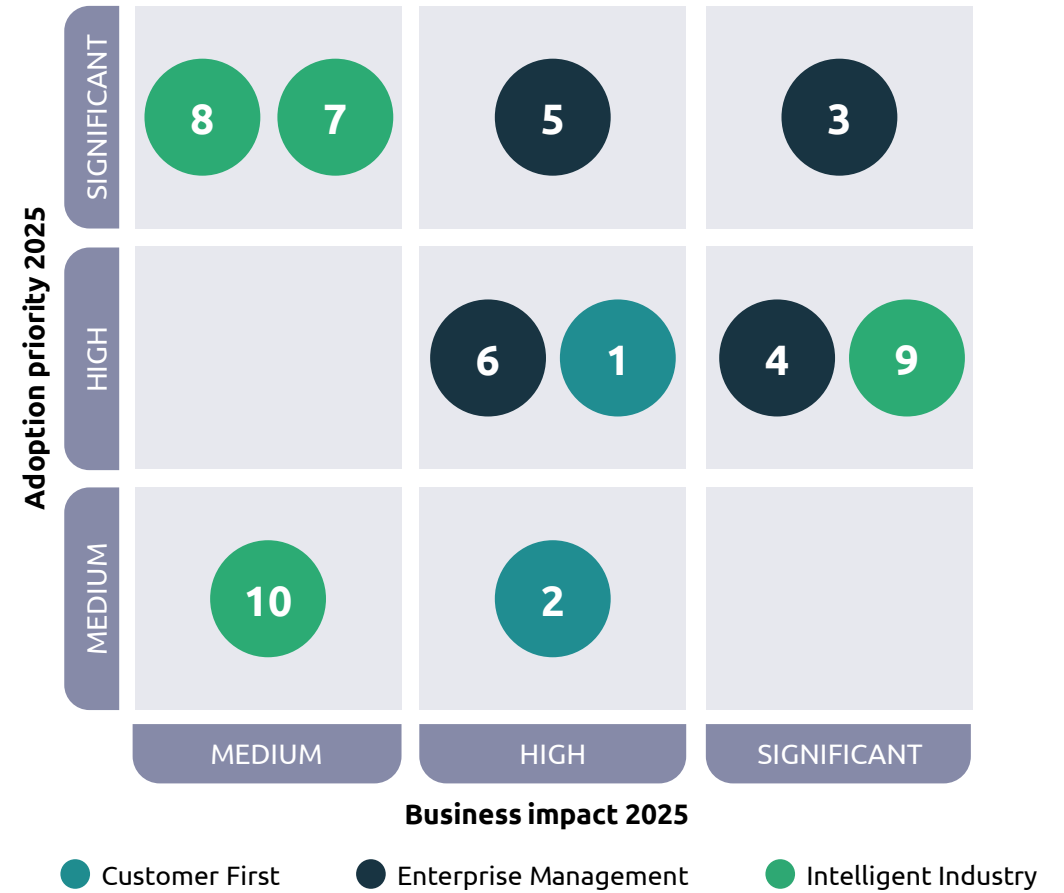 Adoption priority 2025
SIGNIFICANT
8
7
5
3
HIGH
6
1
4
9
MEDIUM
10
2
MEDIUM
HIGH
SIGNIFICANT
Business impact 2025
Customer First
Enterprise Management
Intelligent Industry